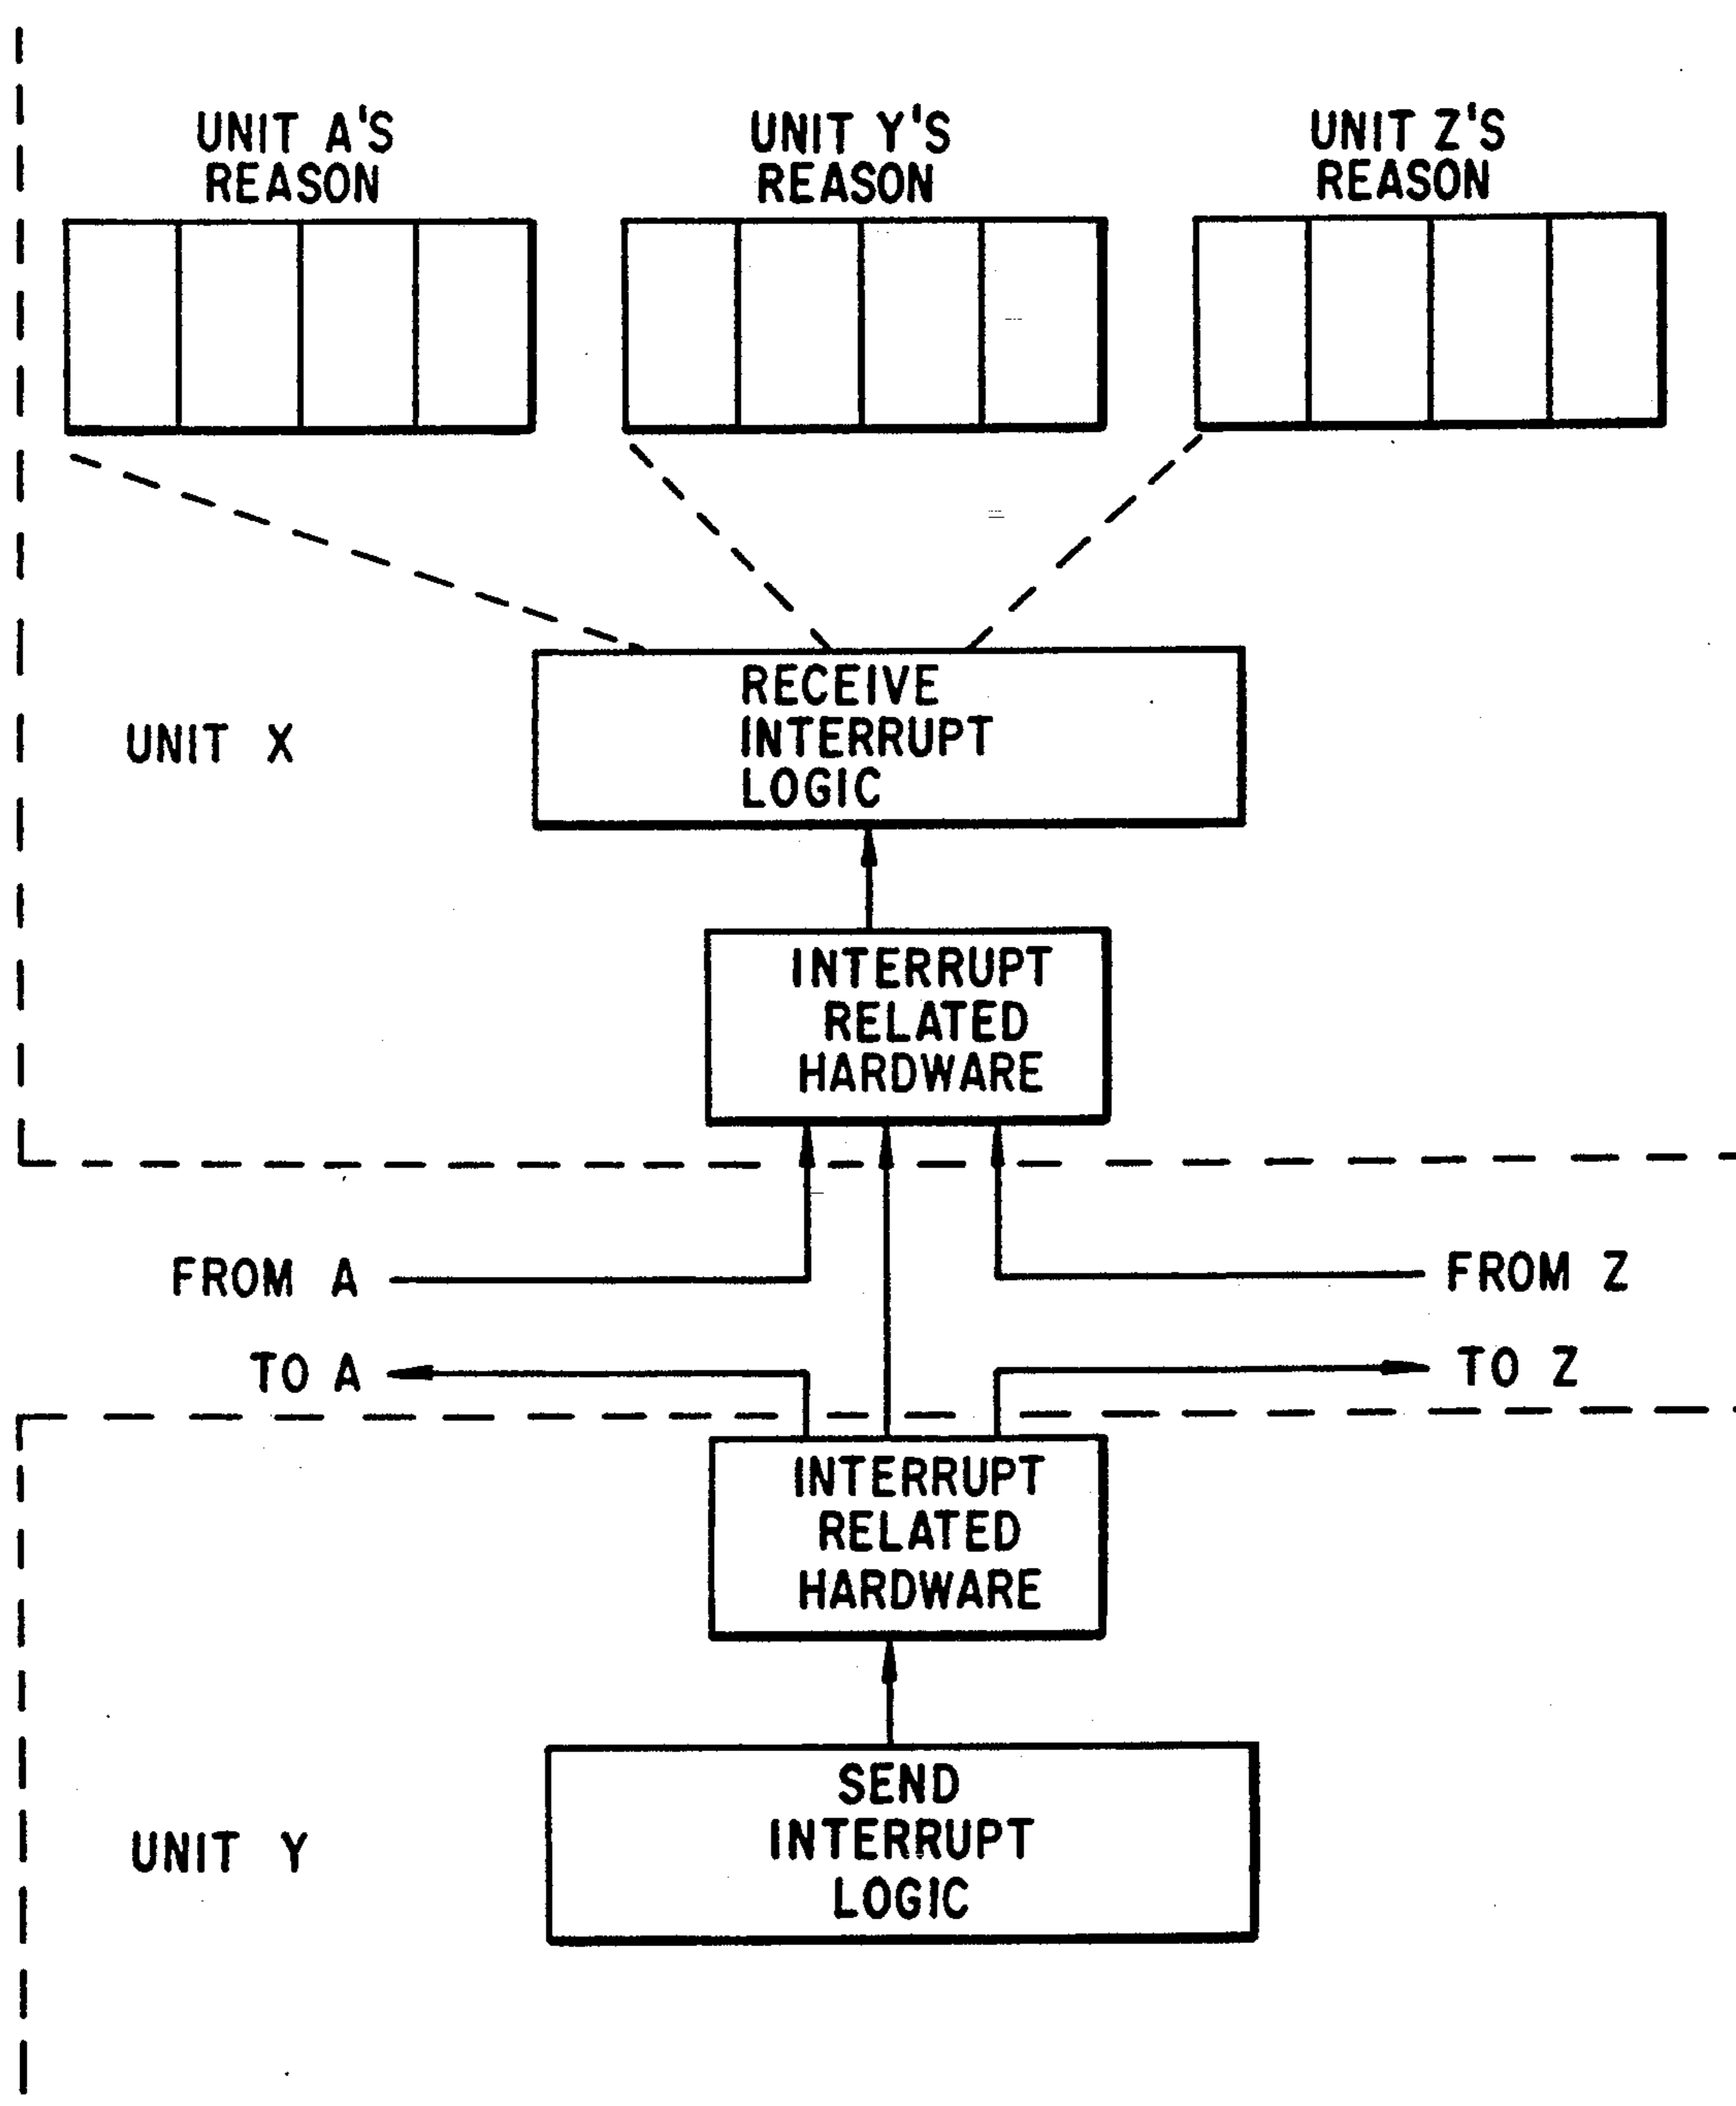 UNIT A'S
REASON
UNIT Y'S
REASON
UNIT Z'S
REASON
UNIT X
RECEIVE
INTERRUPT
LOGIC
INTERRUPT
RELATED
HARDWARE
FROM A
FROM Z
TO A
TO Z
INTERRUPT
RELATED
HARDWARE
UNIT Y
SEND
INTERRUPT
LOGIC